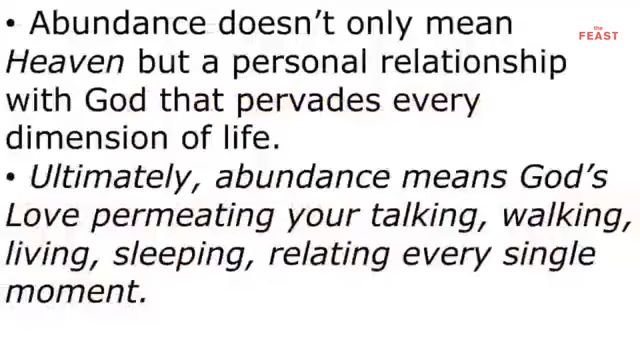 • Abundance doesn’t only mean
the
FEAST
Heaven but a personal relationship
with God that pervades every
dimension of life.
• Ultimately, abundance means God’s
Love permeating your talking, walking,
living, sleeping, relating every single
moment.